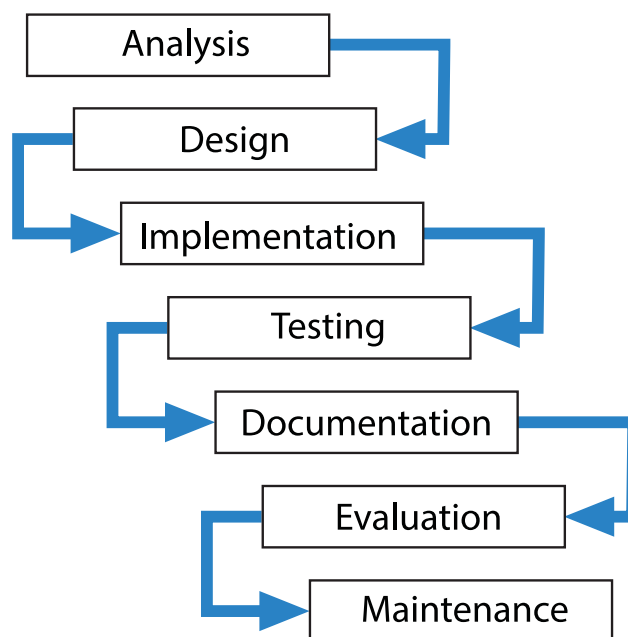 Analysis
Design
Implementation
Testing
Documentation
Evaluation
Maintenance